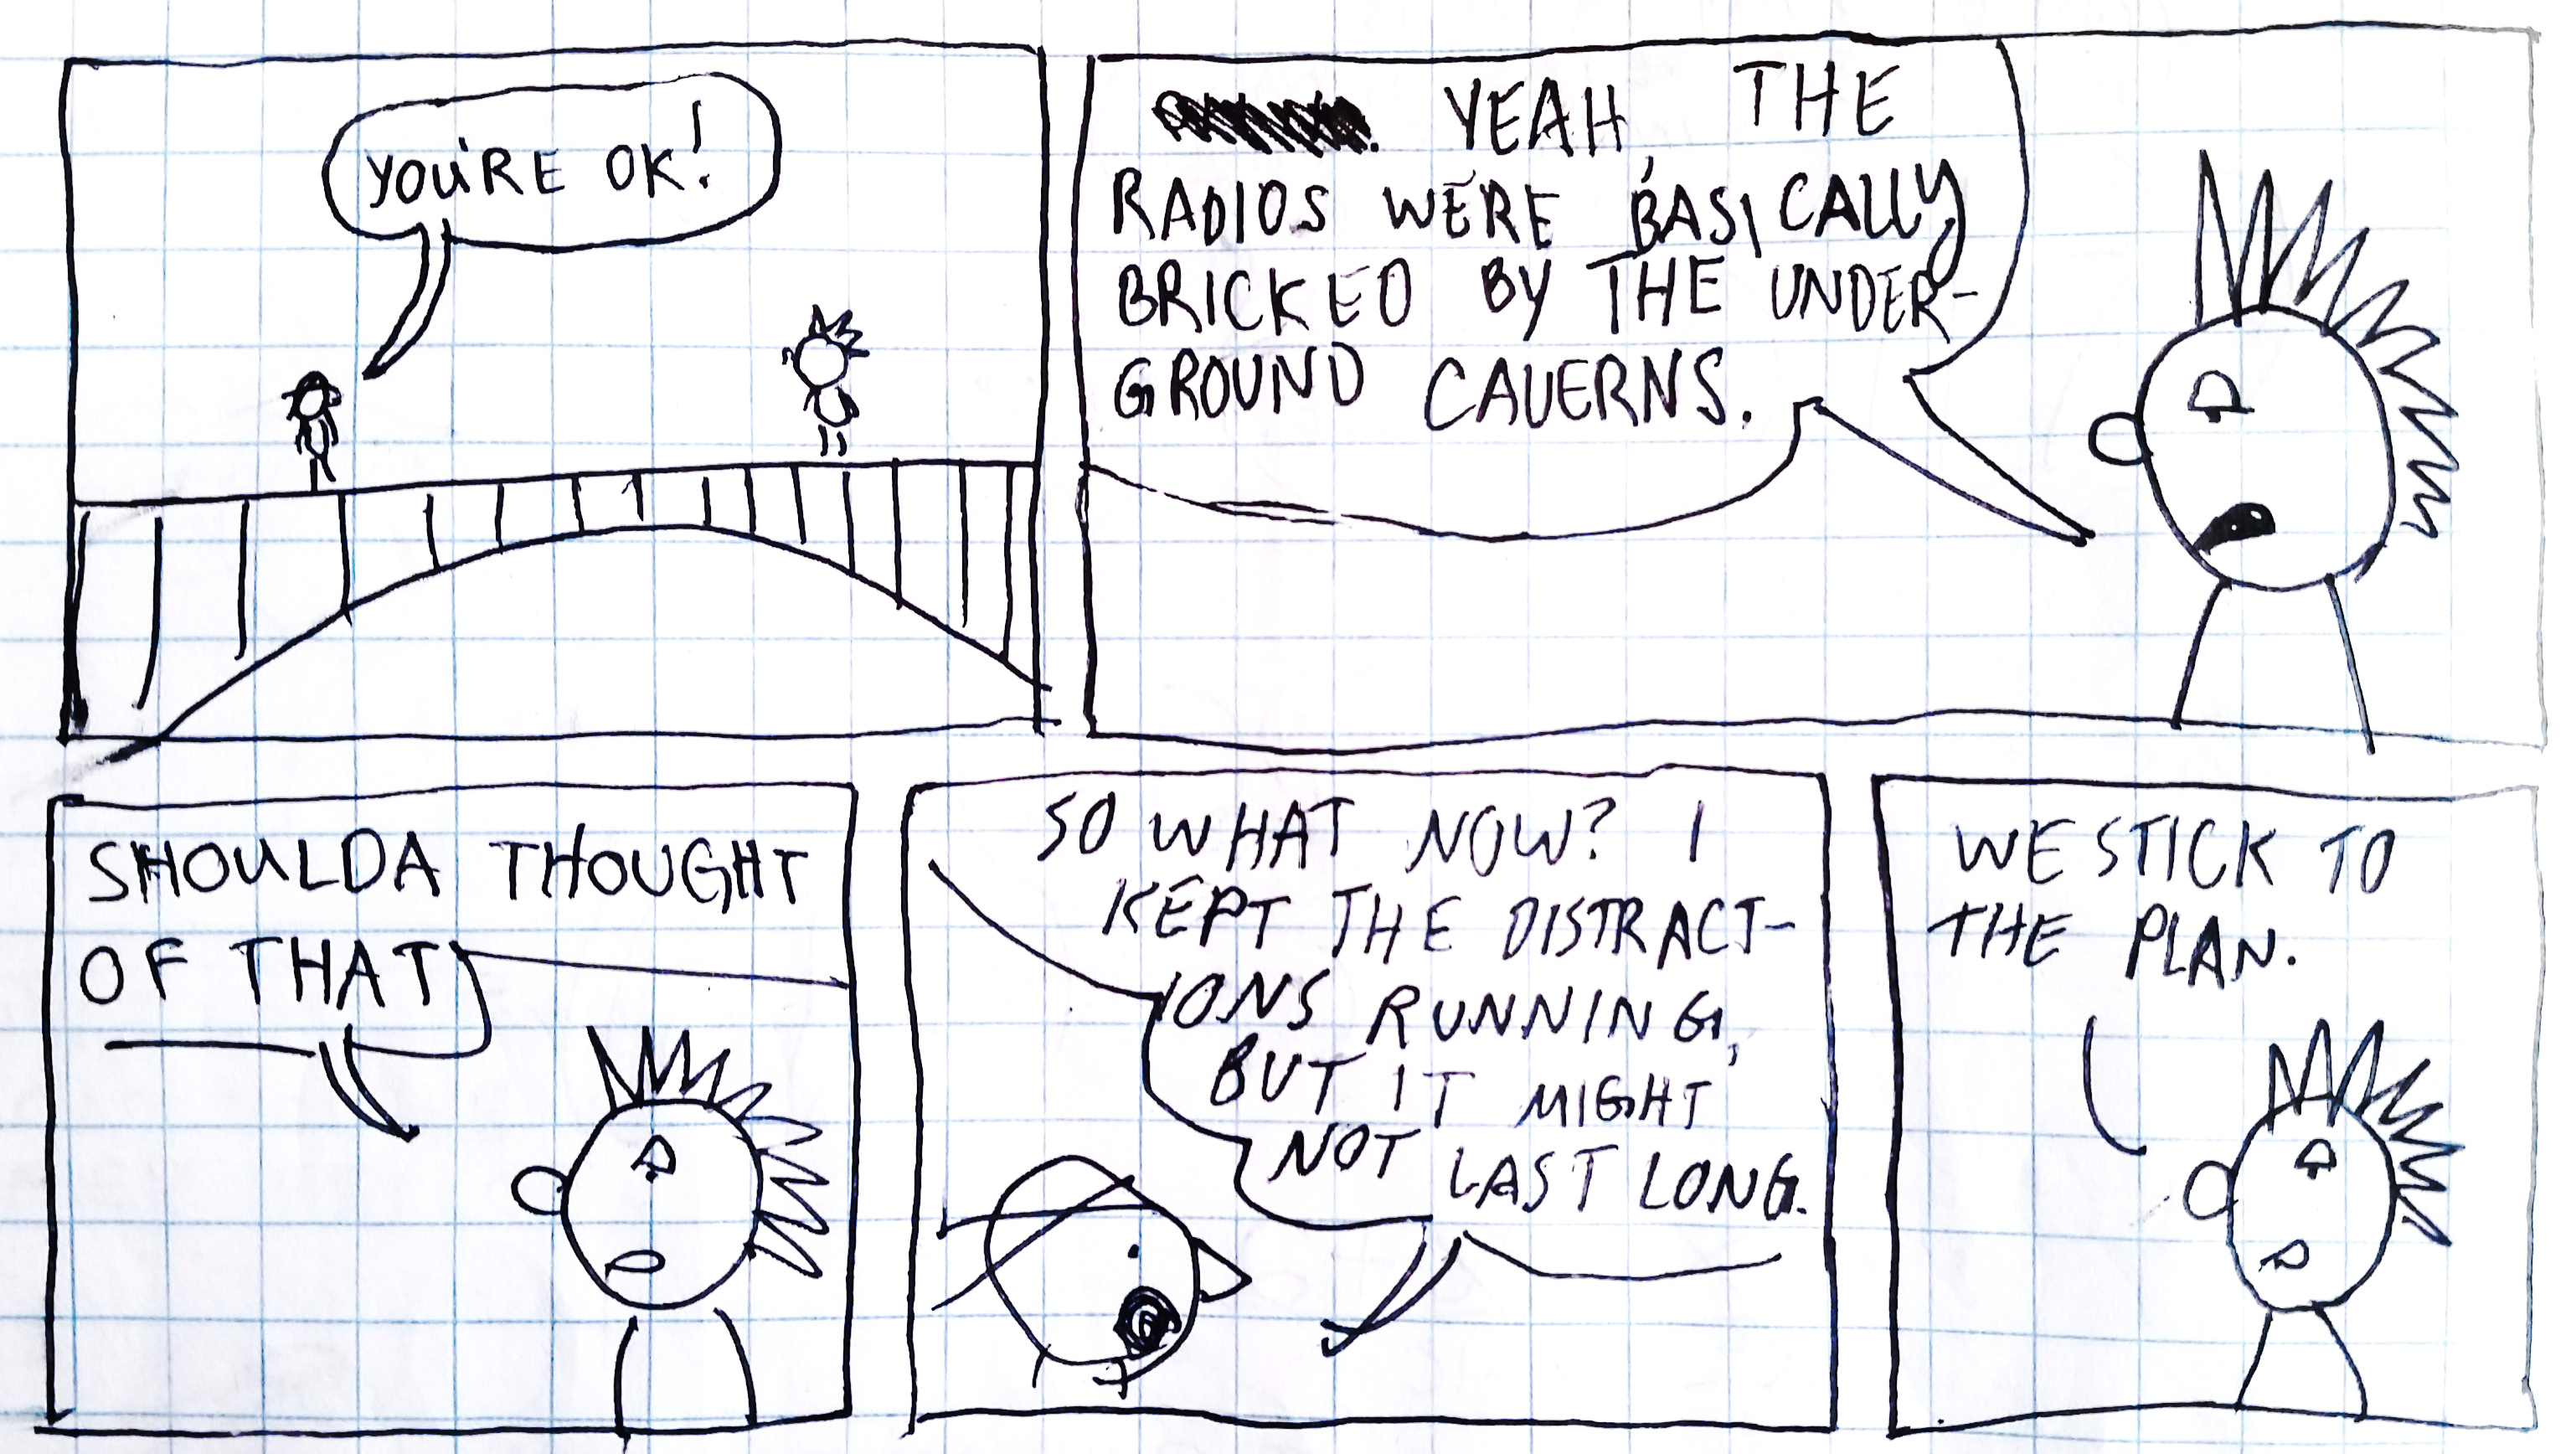 YOU'RE OK!
YEAH, THE
RADIOS WERE BASICALLY
BRICKED BY THE UNDER-
GROUND CAVERNS.
SHOULDA THOUGHT
OF THAT
SO WHAT NOW? I
KEPT THE DISTRACT-
IONS RUNNING,
BUT IT MIGHT
NOT LAST LONG.
WE STICK TO
THE PLAN.